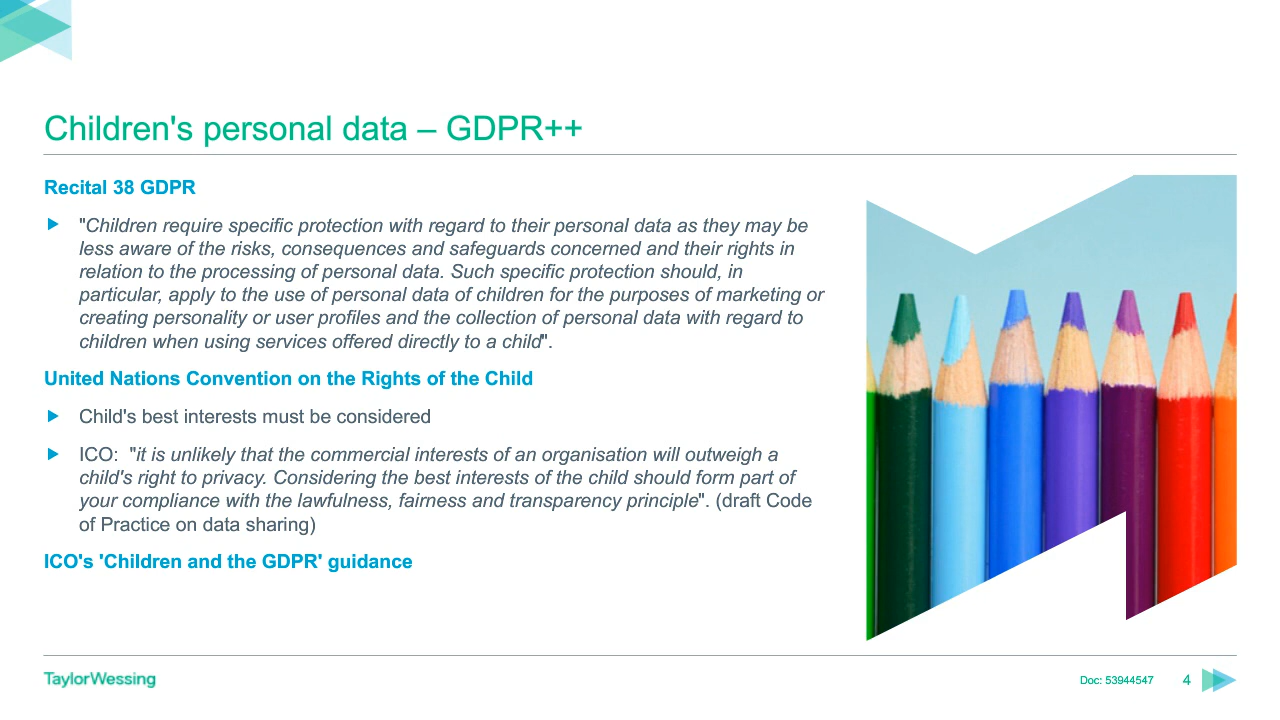 Children's personal data – GDPR++
Recital 38 GDPR
"Children require specific protection with regard to their personal data as they may be
less aware of the risks, consequences and safeguards concerned and their rights in
relation to the processing of personal data. Such specific protection should, in
particular, apply to the use of personal data of children for the purposes of marketing or
creating personality or user profiles and the collection of personal data with regard to
children when using services offered directly to a child".
United Nations Convention on the Rights of the Child
Child's best interests must be considered
ICO:  "it is unlikely that the commercial interests of an organisation will outweigh a
child's right to privacy. Considering the best interests of the child should form part of
your compliance with the lawfulness, fairness and transparency principle". (draft Code
of Practice on data sharing)
ICO's 'Children and the GDPR' guidance
TaylorWessing
Doc: 53944547
4